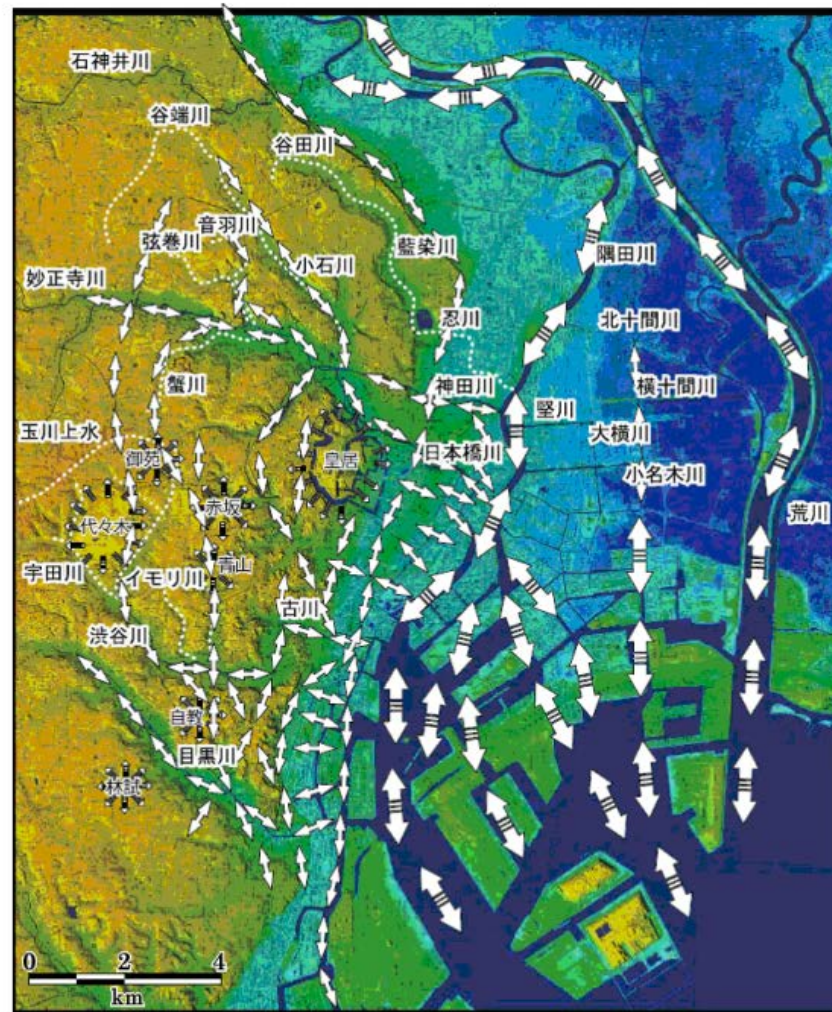 石神井川
谷端川
谷田川
音羽川
弦巻川
小石川
藍染川
隅田川
妙正寺川
忍川
北十間川
蟹川
神田川
横十間川
竪川
玉川上水
御苑
皇居
旧本橋川
大横川
小名木川
赤坂
代々木
荒川
青山
宇田川
イモリ川
古川
渋谷川
自教
目黒川
林試
0 2 4
km